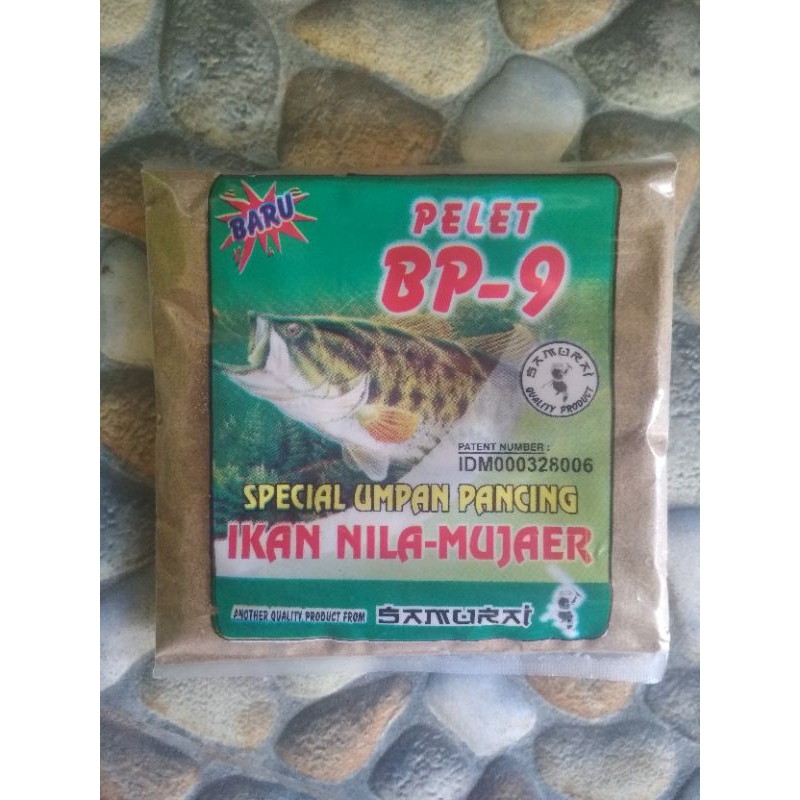 BARU
PELET
BP-9
SAMURAI
QUALITY PRODUCT
PATENT NUMBER :
IDM000328006
SPECIAL UMPAN PANCING
IKAN NILA-MUJAER
ANOTHER QUALITY PRODUCT FROM SAMURAI